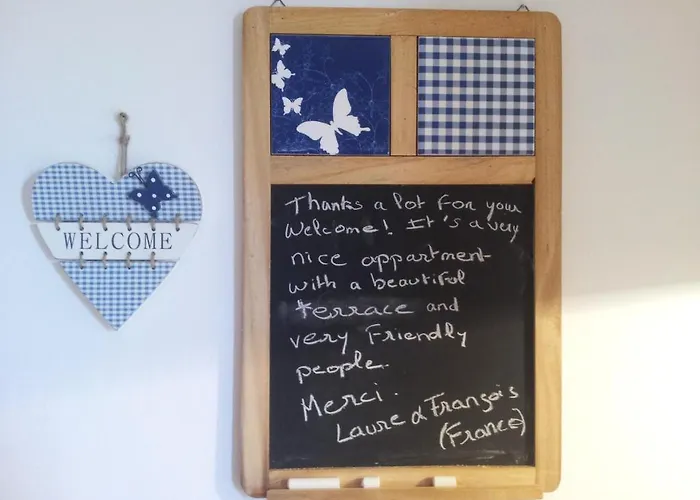 WELCOME
Thanks a lot for your
Welcome! It's a very
nice appartment
with a beautiful
terrace and
very Friendly
people.
Merci.
Laure & François
(France)